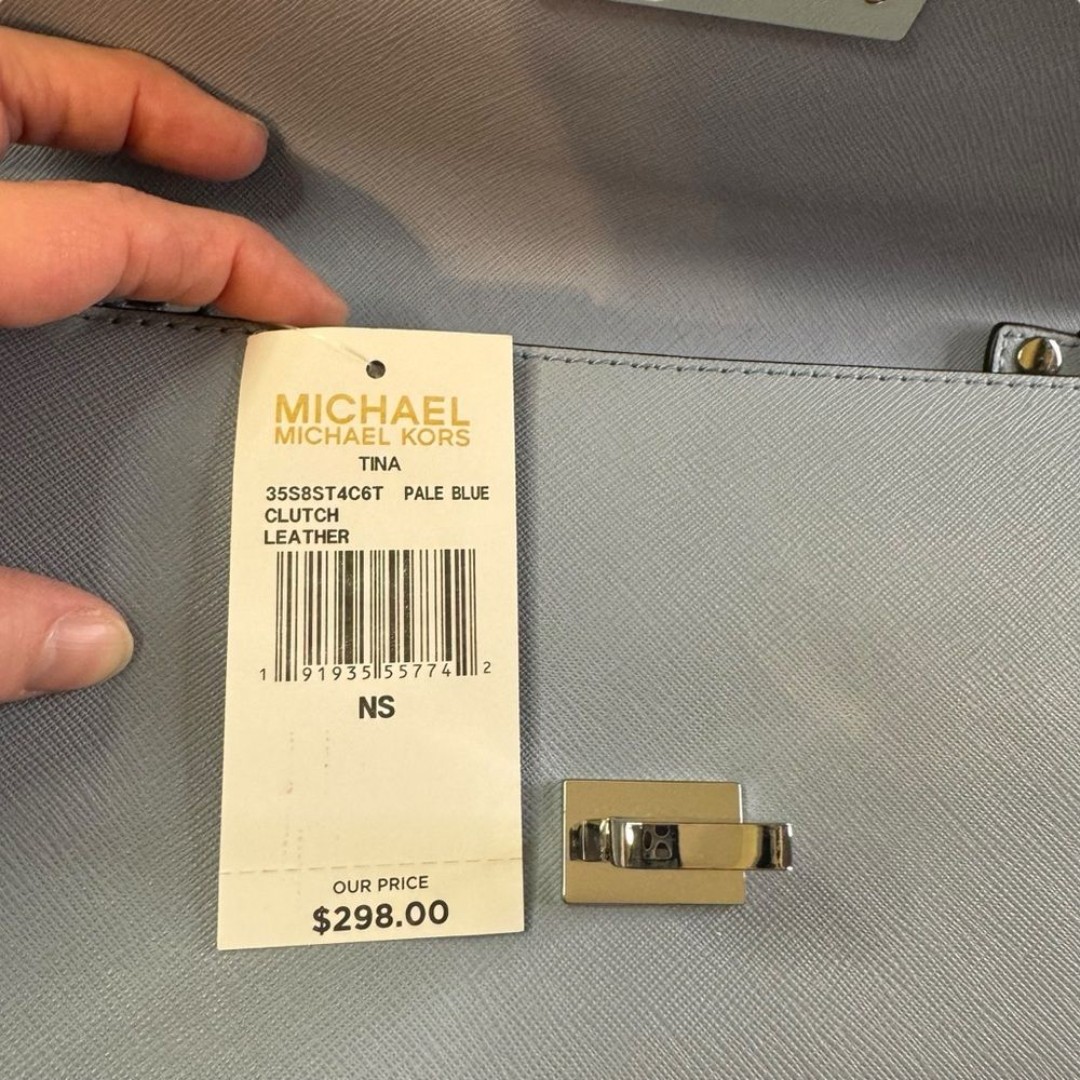 MICHAEL
MICHAEL KORS
TINA
35S8ST4C6T PALE BLUE
CLUTCH
LEATHER
1 91935 55774 2
NS
OUR PRICE
$298.00